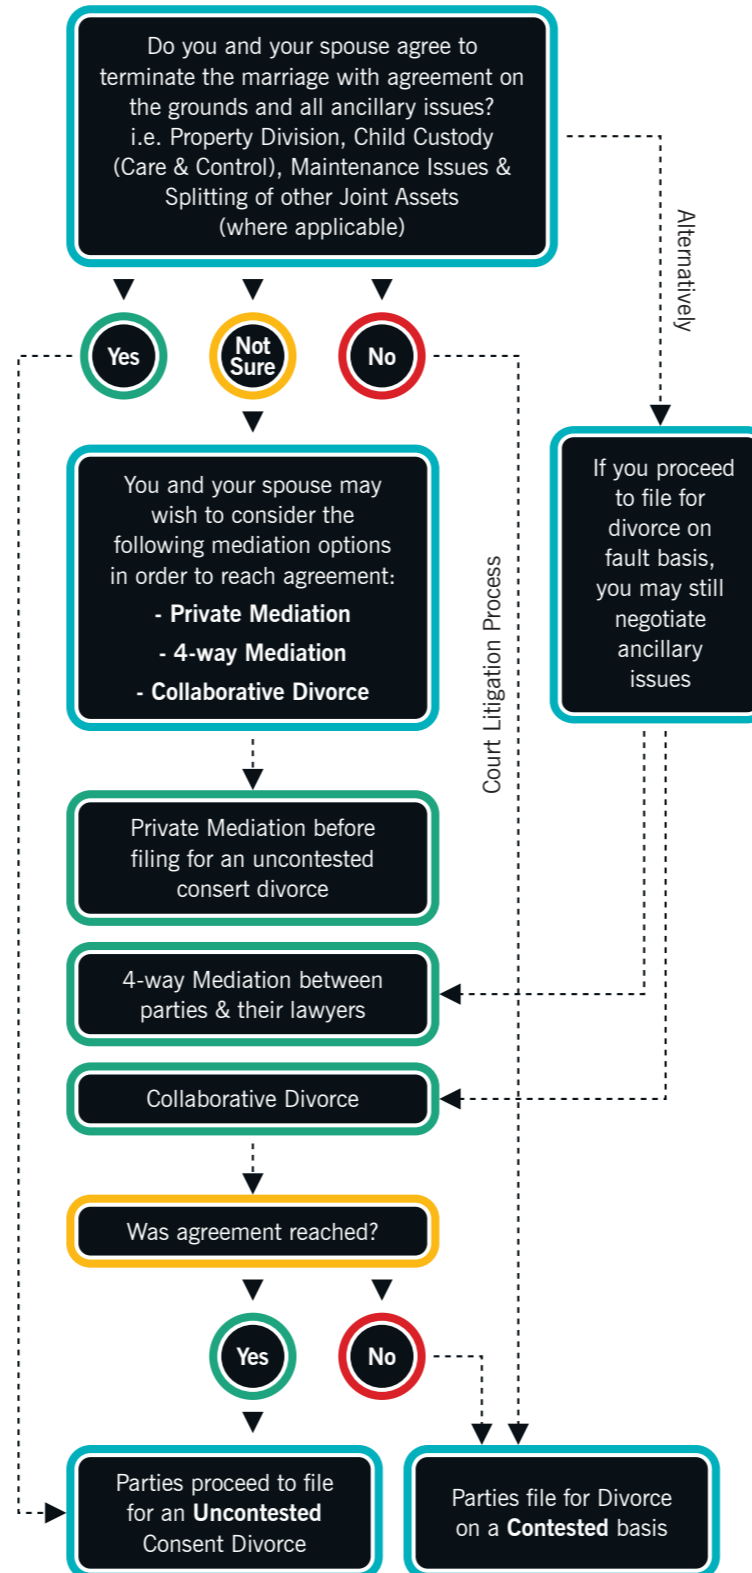 Do you and your spouse agree to
terminate the marriage with agreement on
the grounds and all ancillary issues?
i.e. Property Division, Child Custody
(Care & Control), Maintenance Issues &
Splitting of other Joint Assets
(where applicable)
Alternatively
Yes
Not
Sure
No
You and your spouse may
wish to consider the
following mediation options
in order to reach agreement:
- Private Mediation
- 4-way Mediation
- Collaborative Divorce
Court Litigation Process
If you proceed
to file for
divorce on
fault basis,
you may still
negotiate
ancillary
issues
Private Mediation before
filing for an uncontested
consert divorce
4-way Mediation between
parties & their lawyers
Collaborative Divorce
Was agreement reached?
Yes
No
Parties proceed to file
for an Uncontested
Consent Divorce
Parties file for Divorce
on a Contested basis